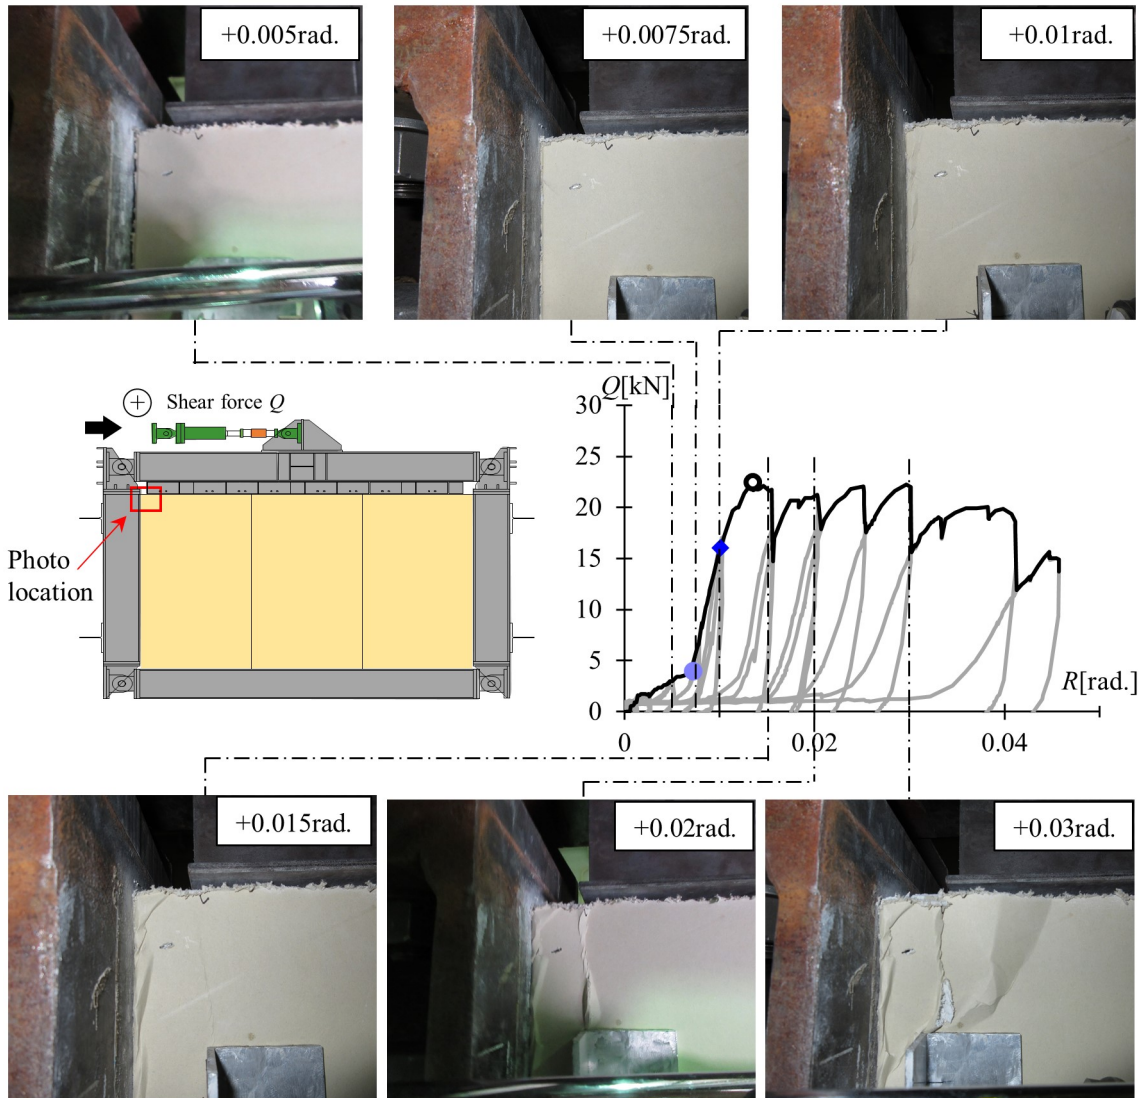 +0.005rad.
+0.0075rad.
+0.01rad.
+ Shear force Q
Photo
location
Q[kN]
30
25
20
15
10
5
0
R[rad.]
0
0.02
0.04
+0.015rad.
+0.02rad.
+0.03rad.